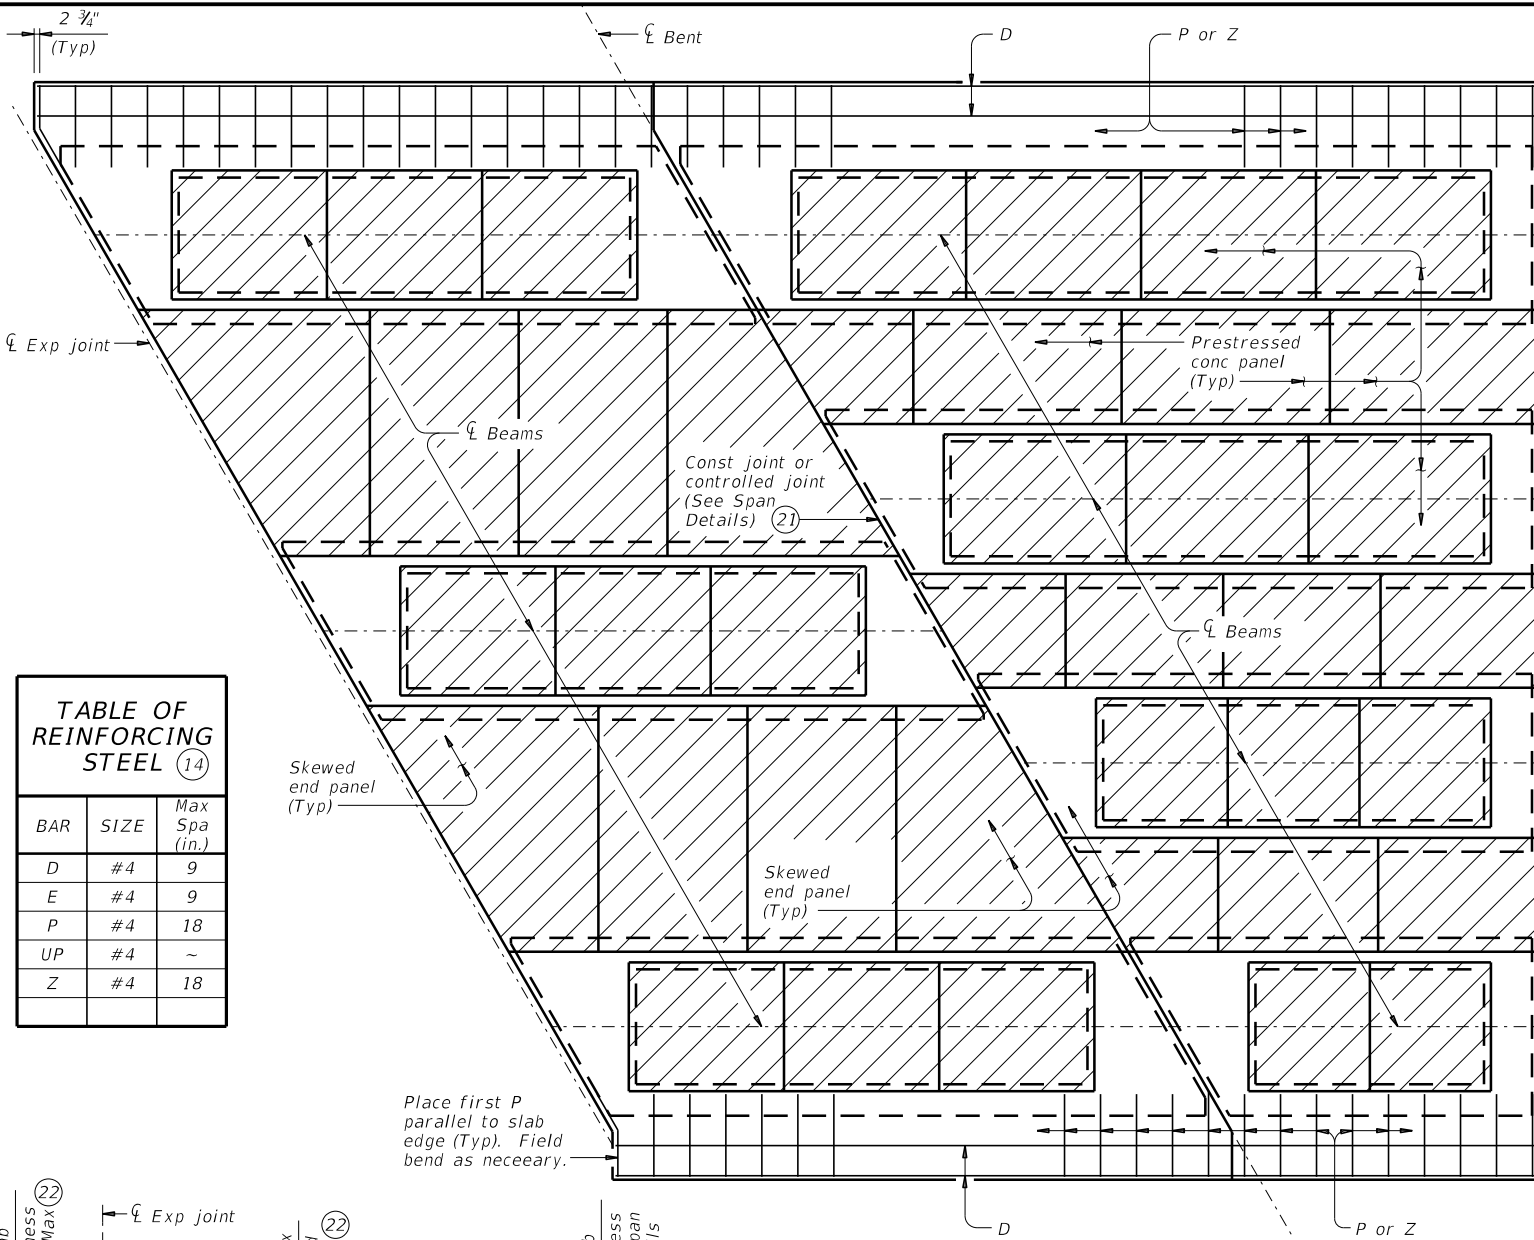 2 ¾"
(Typ)
℄ Bent
D
P or Z
℄ Exp joint
Prestressed
conc panel
(Typ)
℄ Beams
Const joint or
controlled joint
(See Span
Details) 21
℄ Beams
TABLE OF
REINFORCING
STEEL 14
BAR SIZE Max Spa (in.)
D #4 9
E #4 9
P #4 18
UP #4 ~
Z #4 18
Skewed
end panel
(Typ)
Skewed
end panel
(Typ)
Place first P
parallel to slab
edge (Typ). Field
bend as neceeary.
22
Max
℄ Exp joint
22
D
P or Z